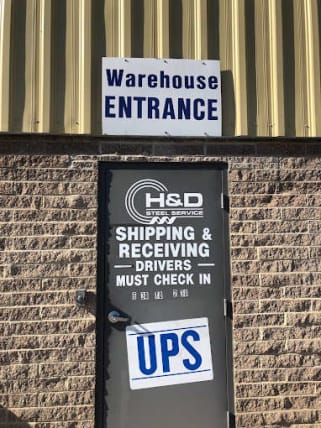 Warehouse
ENTRANCE
H&D
STEEL SERVICE
SHIPPING &
RECEIVING
DRIVERS
MUST CHECK IN
UPS